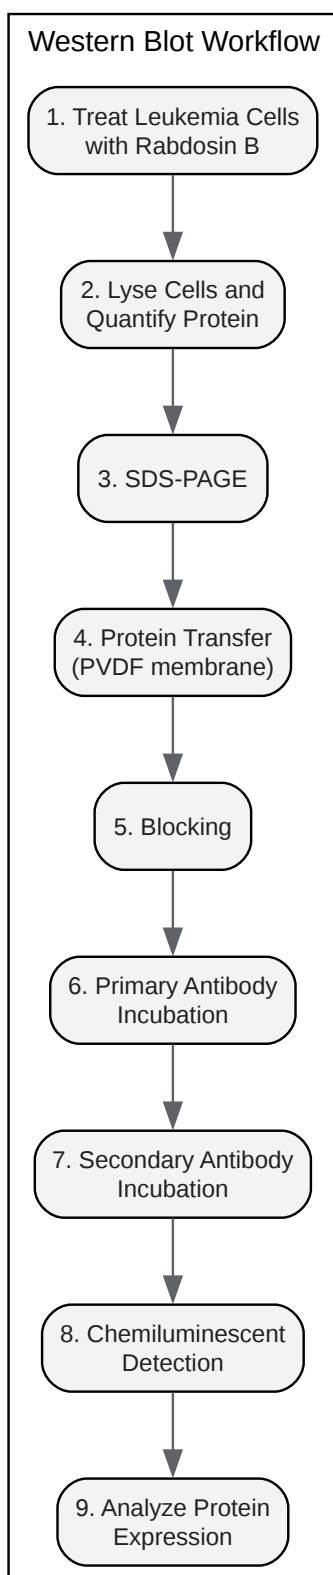 Western Blot Workflow
1. Treat Leukemia Cells
with Rabdosin B
2. Lyse Cells and
Quantify Protein
3. SDS-PAGE
4. Protein Transfer
(PVDF membrane)
5. Blocking
6. Primary Antibody
Incubation
7. Secondary Antibody
Incubation
8. Chemiluminescent
Detection
9. Analyze Protein
Expression